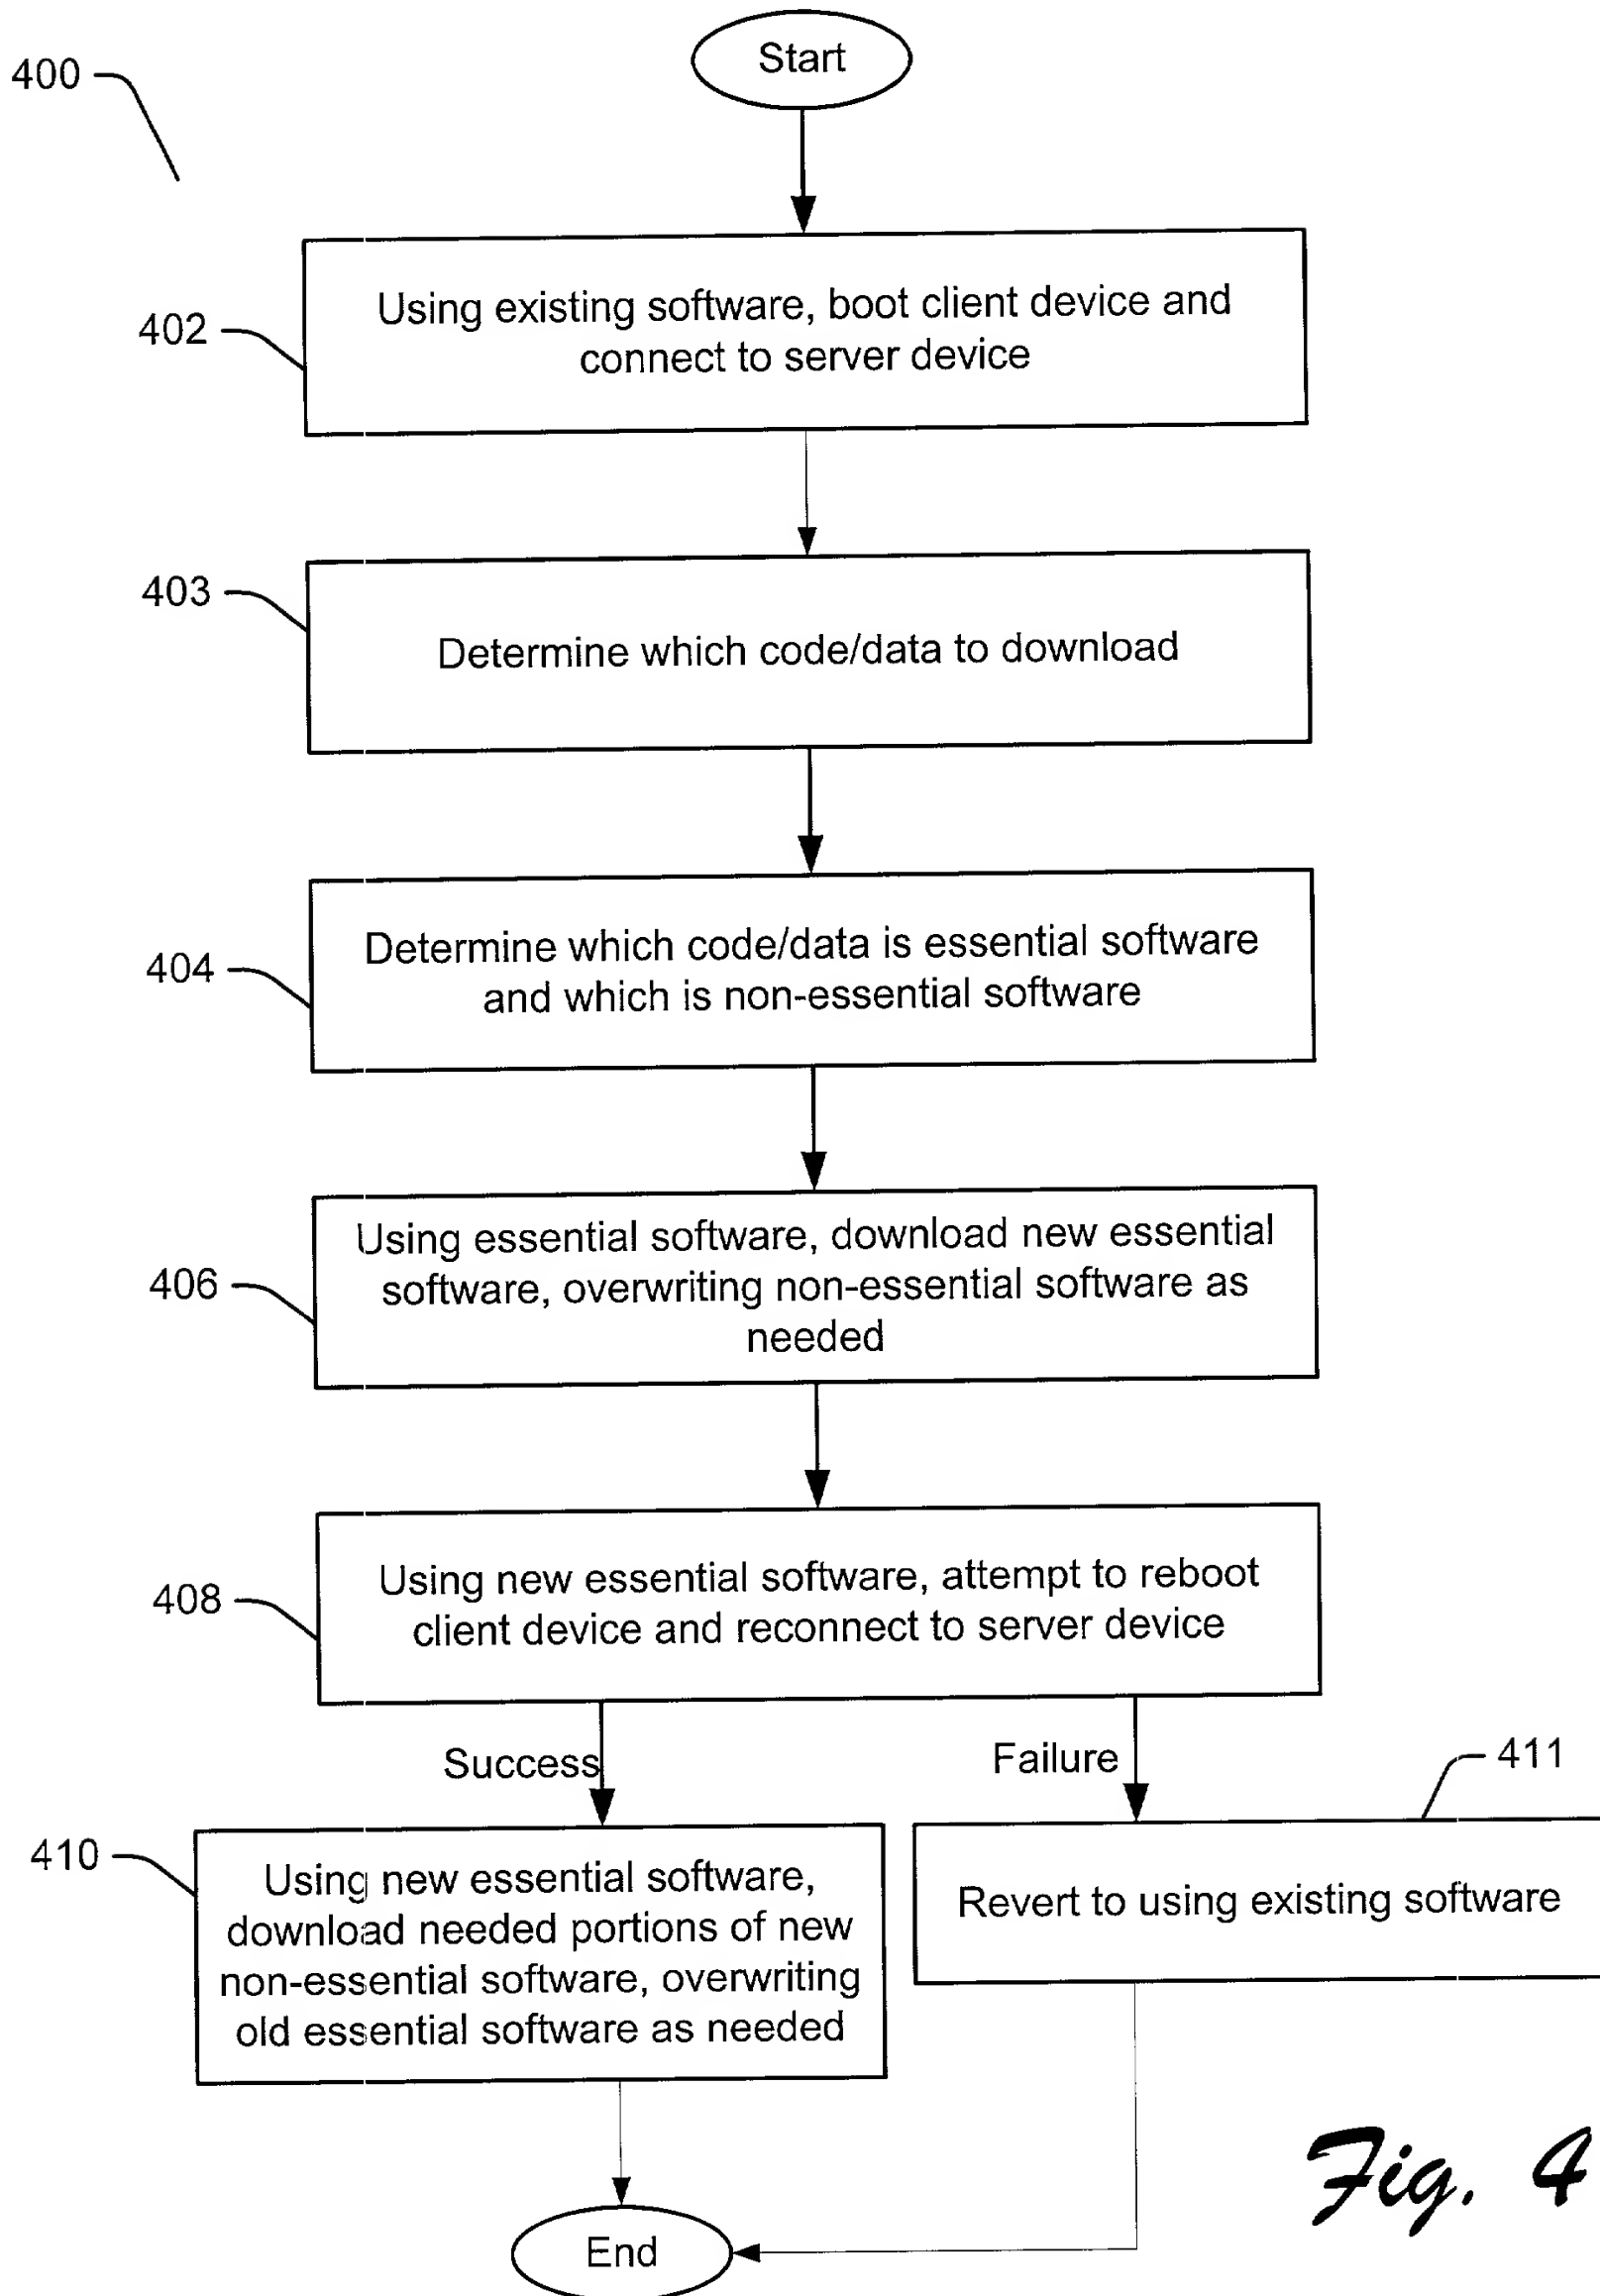 Start
400
402
Using existing software, boot client device and
connect to server device
403
Determine which code/data to download
404
Determine which code/data is essential software
and which is non-essential software
406
Using essential software, download new essential
software, overwriting non-essential software as
needed
408
Using new essential software, attempt to reboot
client device and reconnect to server device
Success
Failure
410
Using new essential software,
download needed portions of new
non-essential software, overwriting
old essential software as needed
411
Revert to using existing software
End
Fig. 4